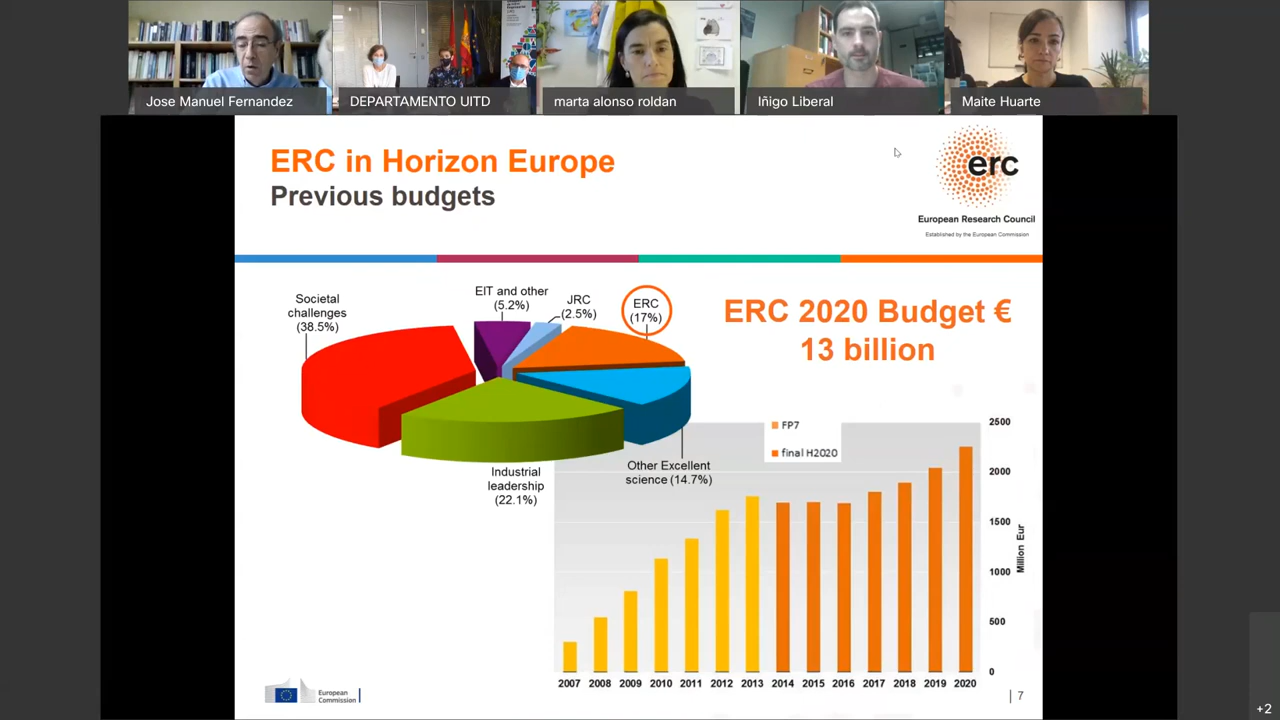 Jose Manuel Fernandez
DEPARTAMENTO UITD
marta alonso roldan
Iñigo Liberal
Maite Huarte
ERC in Horizon Europe
Previous budgets
erc
European Research Council
Established by the European Commission
Societal
challenges
(38.5%)
EIT and other
(5.2%)
JRC
(2.5%)
ERC
(17%)
Other Excellent
science (14.7%)
Industrial
leadership
(22.1%)
ERC 2020 Budget €
13 billion
FP7
final H2020
2500
2000
1500
1000
500
0
Million Eur
2007 2008 2009 2010 2011 2012 2013 2014 2015 2016 2017 2018 2019 2020
European
Commission
7
+2